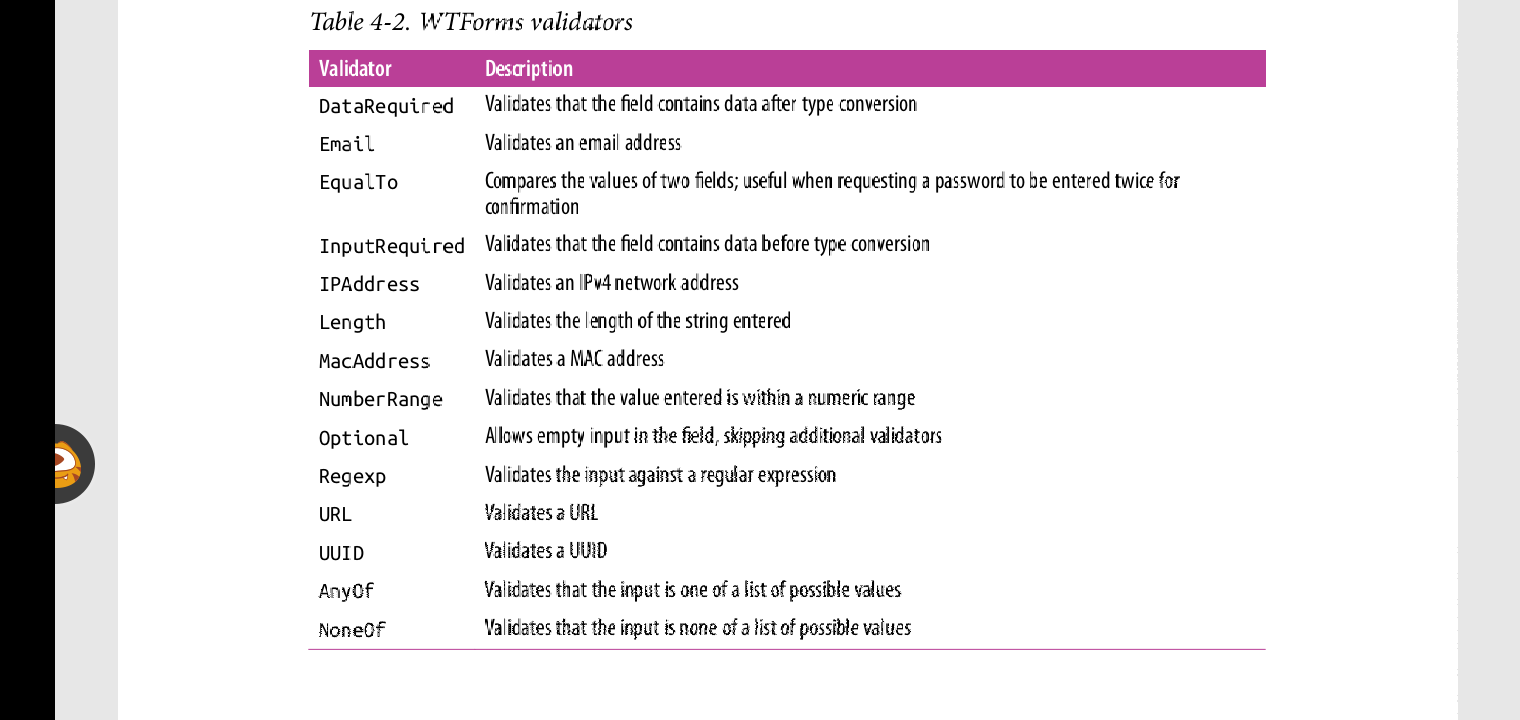 Table 4-2. WTForms validators
Validator Description
DataRequired Validates that the field contains data after type conversion
Email Validates an email address
EqualTo Compares the values of two fields; useful when requesting a password to be entered twice for
confirmation
InputRequired Validates that the field contains data before type conversion
IPAddress Validates an IPv4 network address
Length Validates the length of the string entered
MacAddress Validates a MAC address
NumberRange Validates that the value entered is within a numeric range
Optional Allows empty input in the field, skipping additional validators
Regexp Validates the input against a regular expression
URL Validates a URL
UUID Validates a UUID
AnyOf Validates that the input is one of a list of possible values
NoneOf Validates that the input is none of a list of possible values